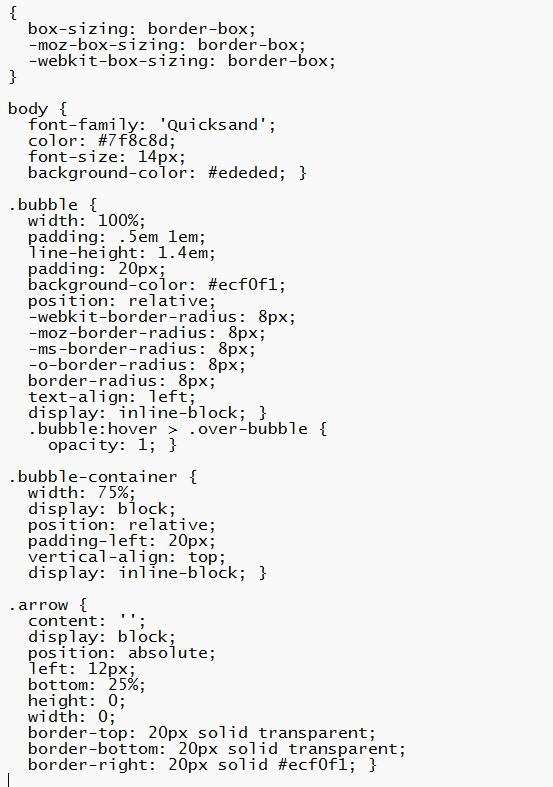 {
  box-sizing: border-box;
  -moz-box-sizing: border-box;
  -webkit-box-sizing: border-box;
}

body {
  font-family: 'Quicksand';
  color: #7f8c8d;
  font-size: 14px;
  background-color: #ededed; }

.bubble {
  width: 100%;
  padding: .5em 1em;
  line-height: 1.4em;
  padding: 20px;
  background-color: #ecf0f1;
  position: relative;
  -webkit-border-radius: 8px;
  -moz-border-radius: 8px;
  -ms-border-radius: 8px;
  -o-border-radius: 8px;
  border-radius: 8px;
  text-align: left;
  display: inline-block; }
  .bubble:hover > .over-bubble {
    opacity: 1; }

.bubble-container {
  width: 75%;
  display: block;
  position: relative;
  padding-left: 20px;
  vertical-align: top;
  display: inline-block; }

.arrow {
  content: '';
  display: block;
  position: absolute;
  left: 12px;
  bottom: 25%;
  height: 0;
  width: 0;
  border-top: 20px solid transparent;
  border-bottom: 20px solid transparent;
  border-right: 20px solid #ecf0f1; }